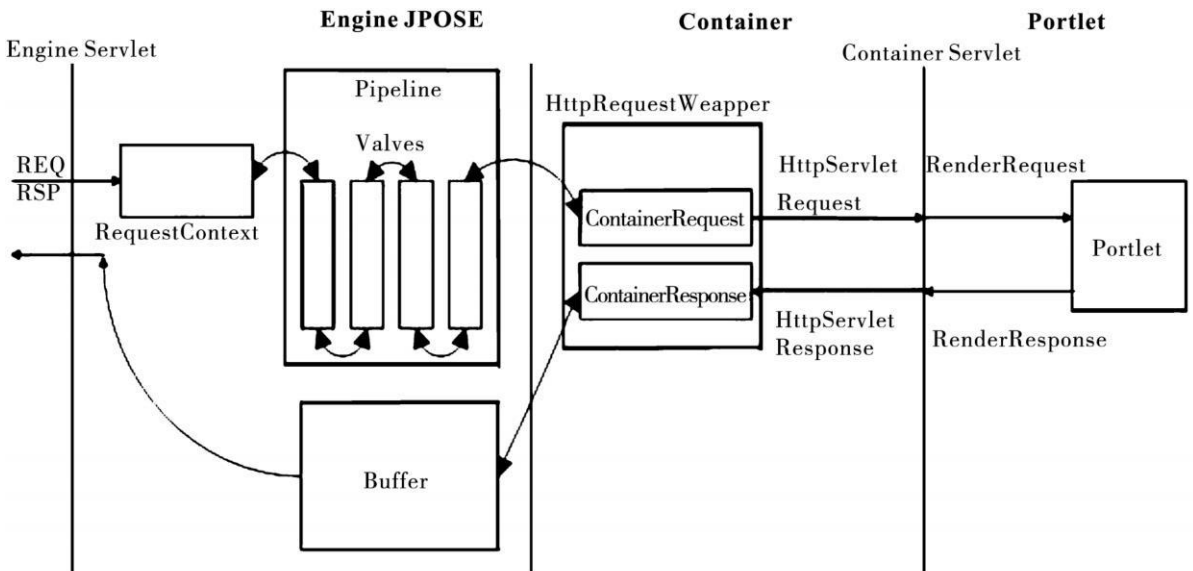 Engine JPOSE
Container
Portlet
Engine Servlet
Container Servlet
Pipeline
HttpRequestWeapper
Valves
REQ
RSP
RequestContext
HttpServlet
Request
RenderRequest
ContainerRequest
Portlet
ContainerResponse
HttpServlet
Response
RenderResponse
Buffer